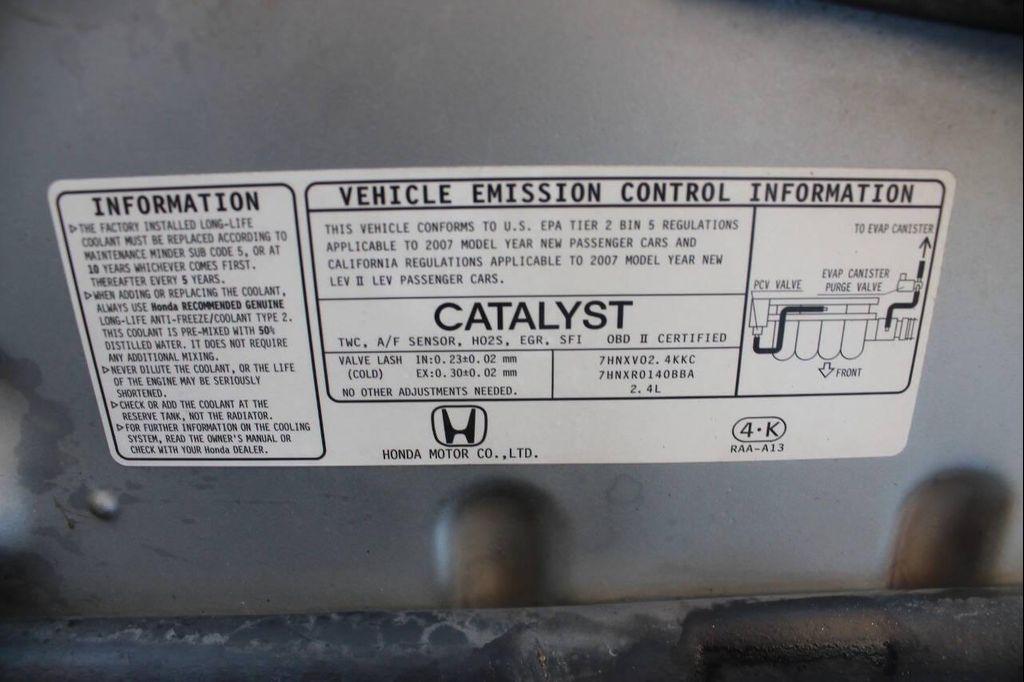 INFORMATION
▷THE FACTORY INSTALLED LONG-LIFE
COOLANT MUST BE REPLACED ACCORDING TO
MAINTENANCE MINDER SUB CODE 5, OR AT
10 YEARS WHICHEVER COMES FIRST.
THEREAFTER EVERY 5 YEARS.
▷WHEN ADDING OR REPLACING THE COOLANT,
ALWAYS USE Honda RECOMMENDED GENUINE
LONG-LIFE ANTI-FREEZE/COOLANT TYPE 2.
THIS COOLANT IS PRE-MIXED WITH 50%
DISTILLED WATER. IT DOES NOT REQUIRE
ANY ADDITIONAL MIXING.
▷NEVER DILUTE THE COOLANT, OR THE LIFE
OF THE ENGINE MAY BE SERIOUSLY
SHORTENED.
▷CHECK OR ADD THE COOLANT AT THE
RESERVE TANK, NOT THE RADIATOR.
▷FOR FURTHER INFORMATION ON THE COOLING
SYSTEM, READ THE OWNER'S MANUAL OR
CHECK WITH YOUR Honda DEALER.
VEHICLE EMISSION CONTROL INFORMATION
THIS VEHICLE CONFORMS TO U.S. EPA TIER 2 BIN 5 REGULATIONS
APPLICABLE TO 2007 MODEL YEAR NEW PASSENGER CARS AND
CALIFORNIA REGULATIONS APPLICABLE TO 2007 MODEL YEAR NEW
LEV II LEV PASSENGER CARS.
CATALYST
TWC, A/F SENSOR, HO2S, EGR, SFI OBD II CERTIFIED
VALVE LASH IN:0.23±0.02 mm
(COLD) EX:0.30±0.02 mm
NO OTHER ADJUSTMENTS NEEDED.
7HNXV02.4KKC
7HNXR0140BBA
2.4L
TO EVAP CANISTER
PCV VALVE
EVAP CANISTER
PURGE VALVE
FRONT
HONDA MOTOR CO.,LTD.
4·K
RAA-A13